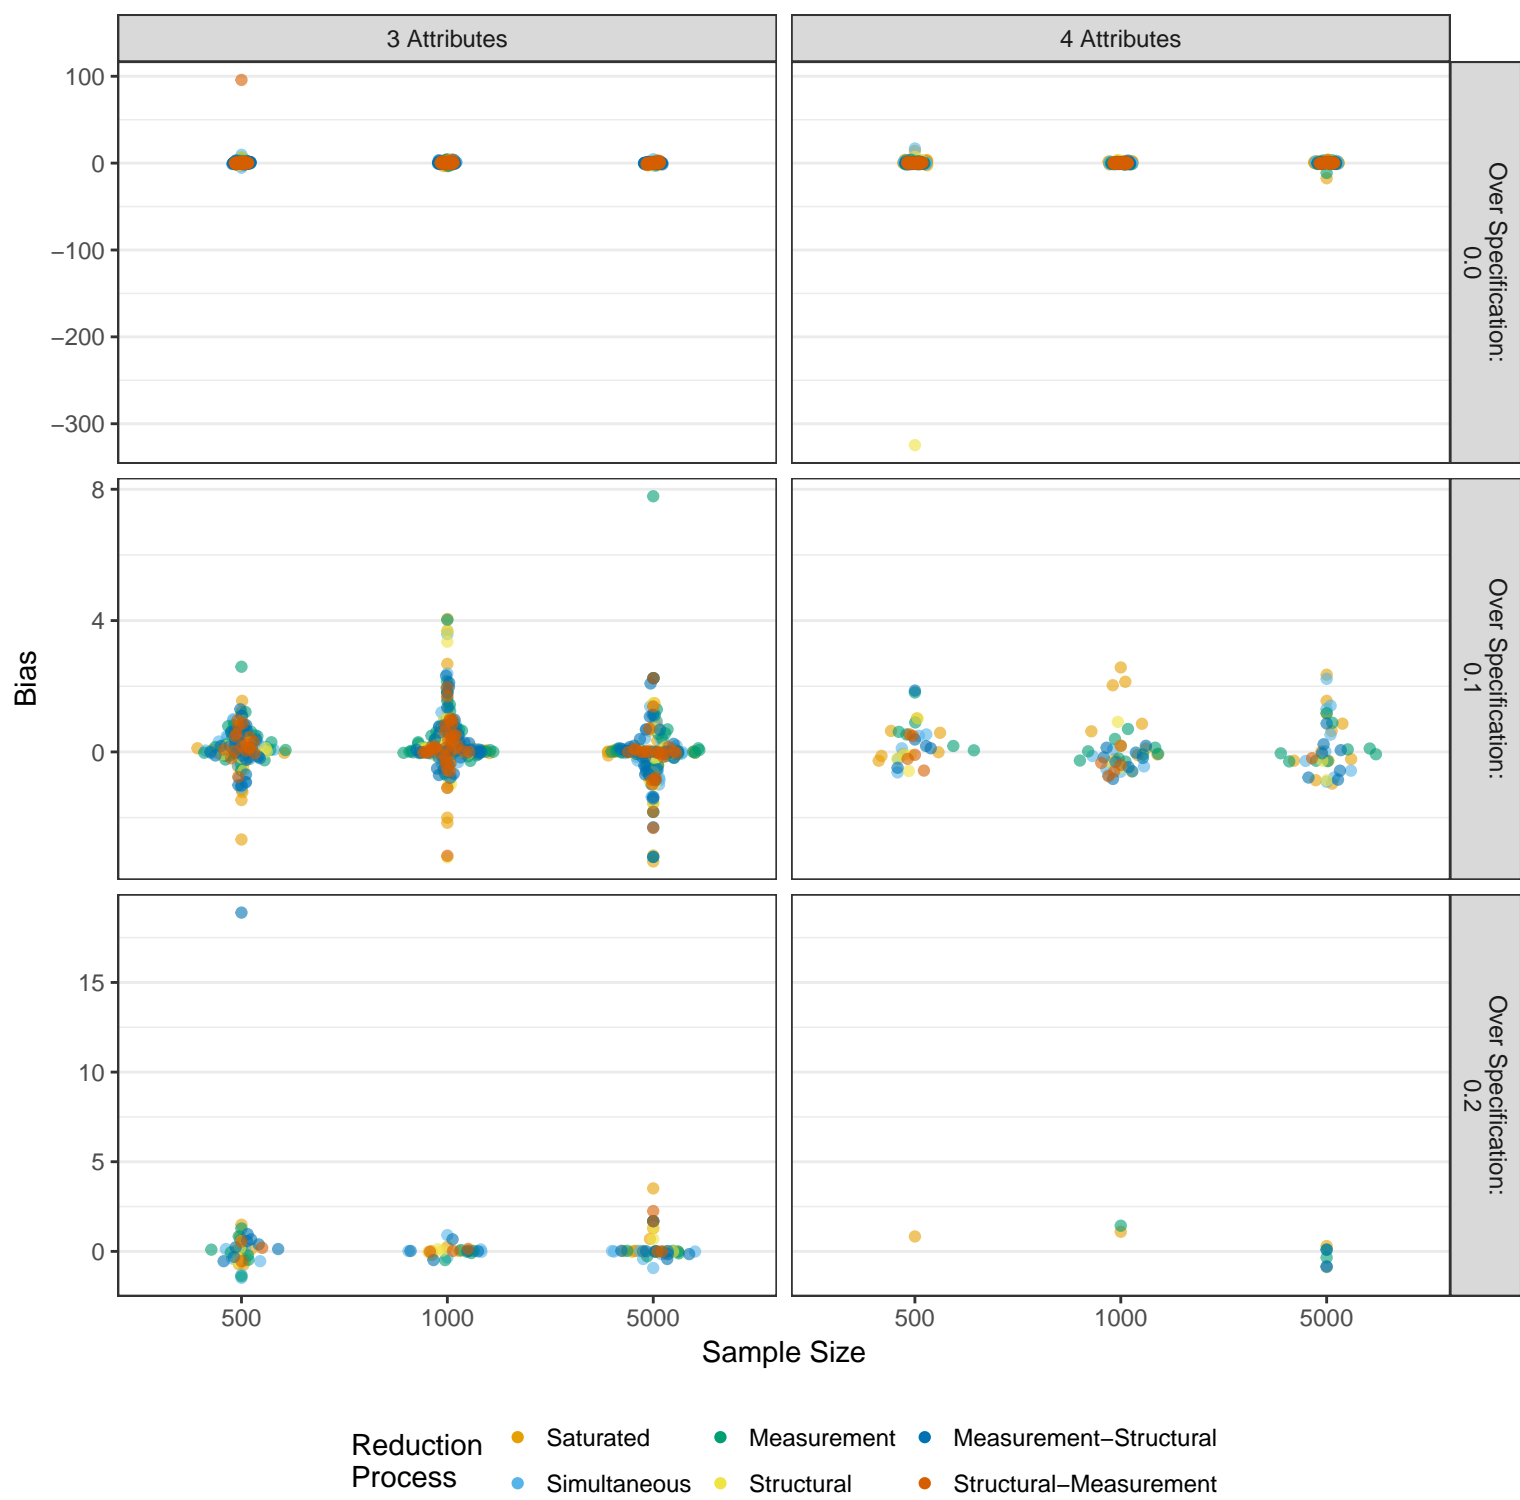 3 Attributes
4 Attributes
100
0
−100
−200
−300
Over Specification:
0.0
Bias
8
4
0
Over Specification:
0.1
15
10
5
0
Over Specification:
0.2
500
1000
5000
500
1000
5000
Sample Size
Reduction
Process
Saturated
Measurement
Measurement−Structural
Simultaneous
Structural
Structural−Measurement